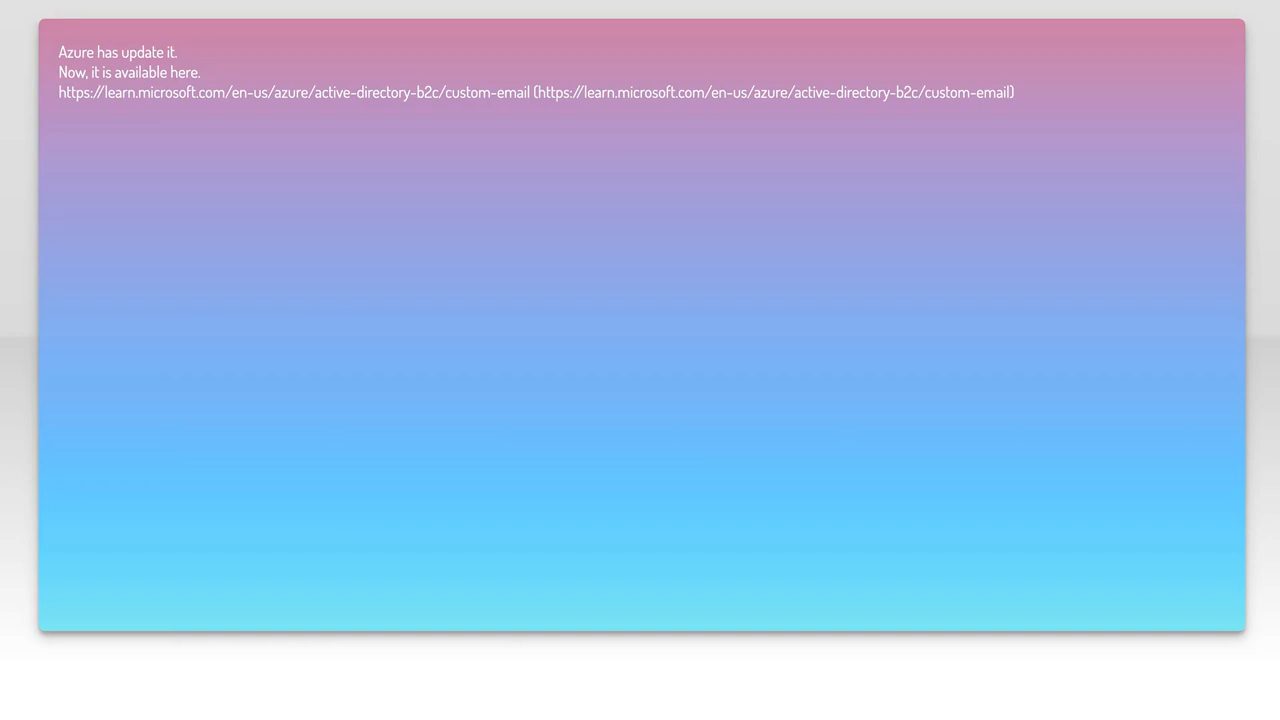 Azure has update it.
Now, it is available here.
https://learn.microsoft.com/en-us/azure/active-directory-b2c/custom-email (https://learn.microsoft.com/en-us/azure/active-directory-b2c/custom-email)